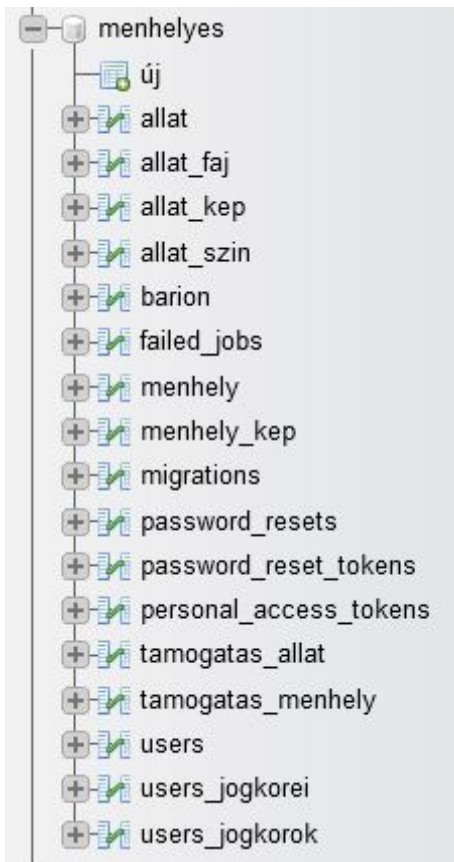 menhelyes
új
allat
allat_faj
allat_kep
allat_szin
barion
failed_jobs
menhely
menhely_kep
migrations
password_resets
password_reset_tokens
personal_access_tokens
tamogatas_allat
tamogatas_menhely
users
users_jogkorei
users_jogkorok